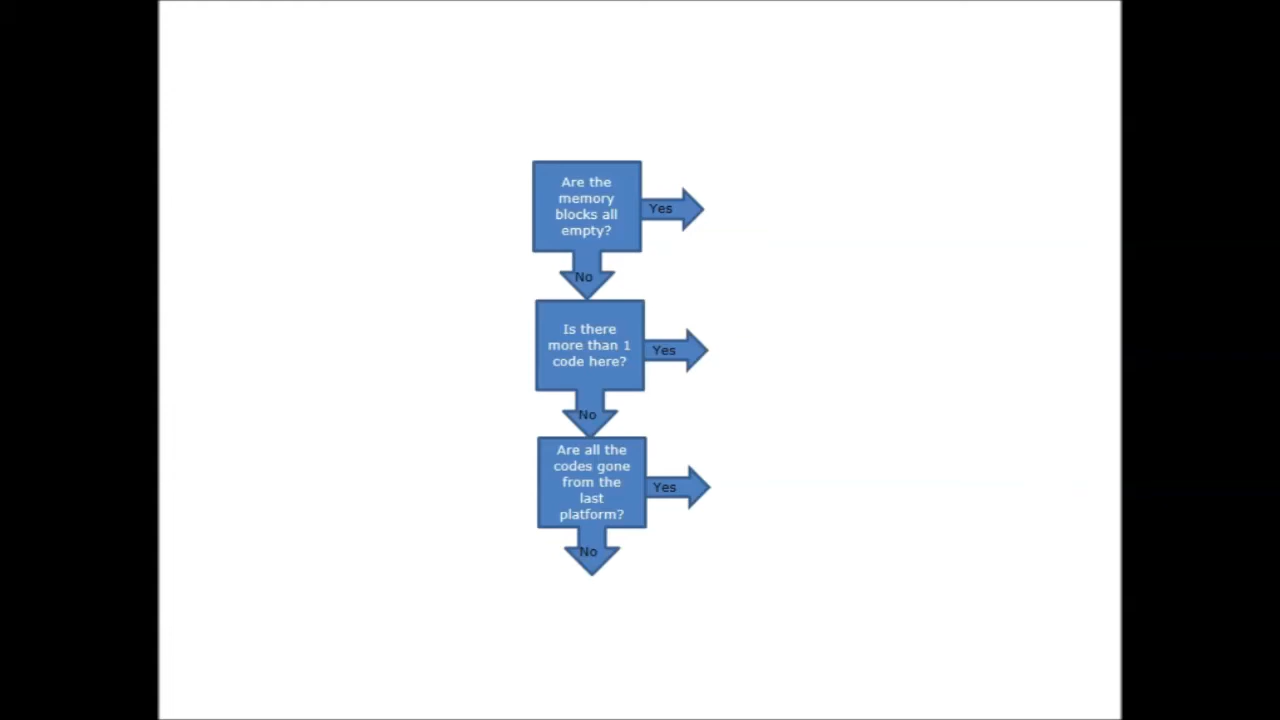 Are the
memory
blocks all
empty?
Yes
No
Is there
more than 1
code here?
Yes
No
Are all the
codes gone
from the
last
platform?
Yes
No